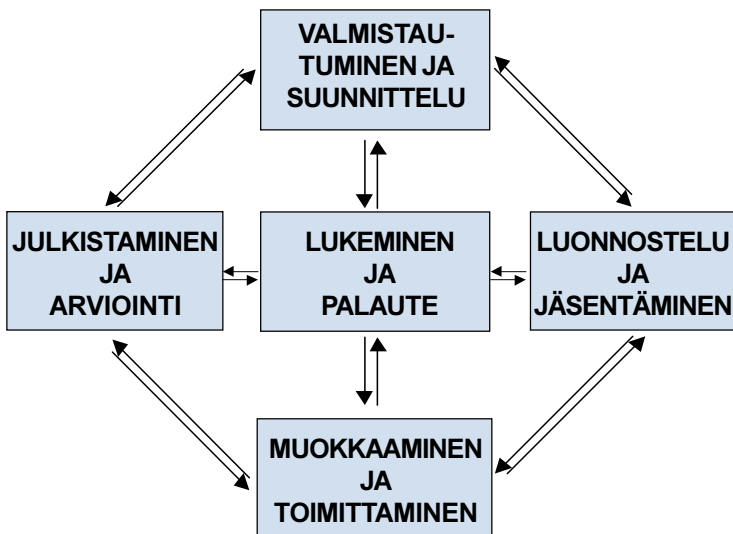 VALMISTAU-
TUMINEN JA
SUUNNITTELU
JULKISTAMINEN
JA
ARVIOINTI
LUKEMINEN
JA
PALAUTE
LUONNOSTELU
JA
JÄSENTÄMINEN
MUOKKAAMINEN
JA
TOIMITTAMINEN